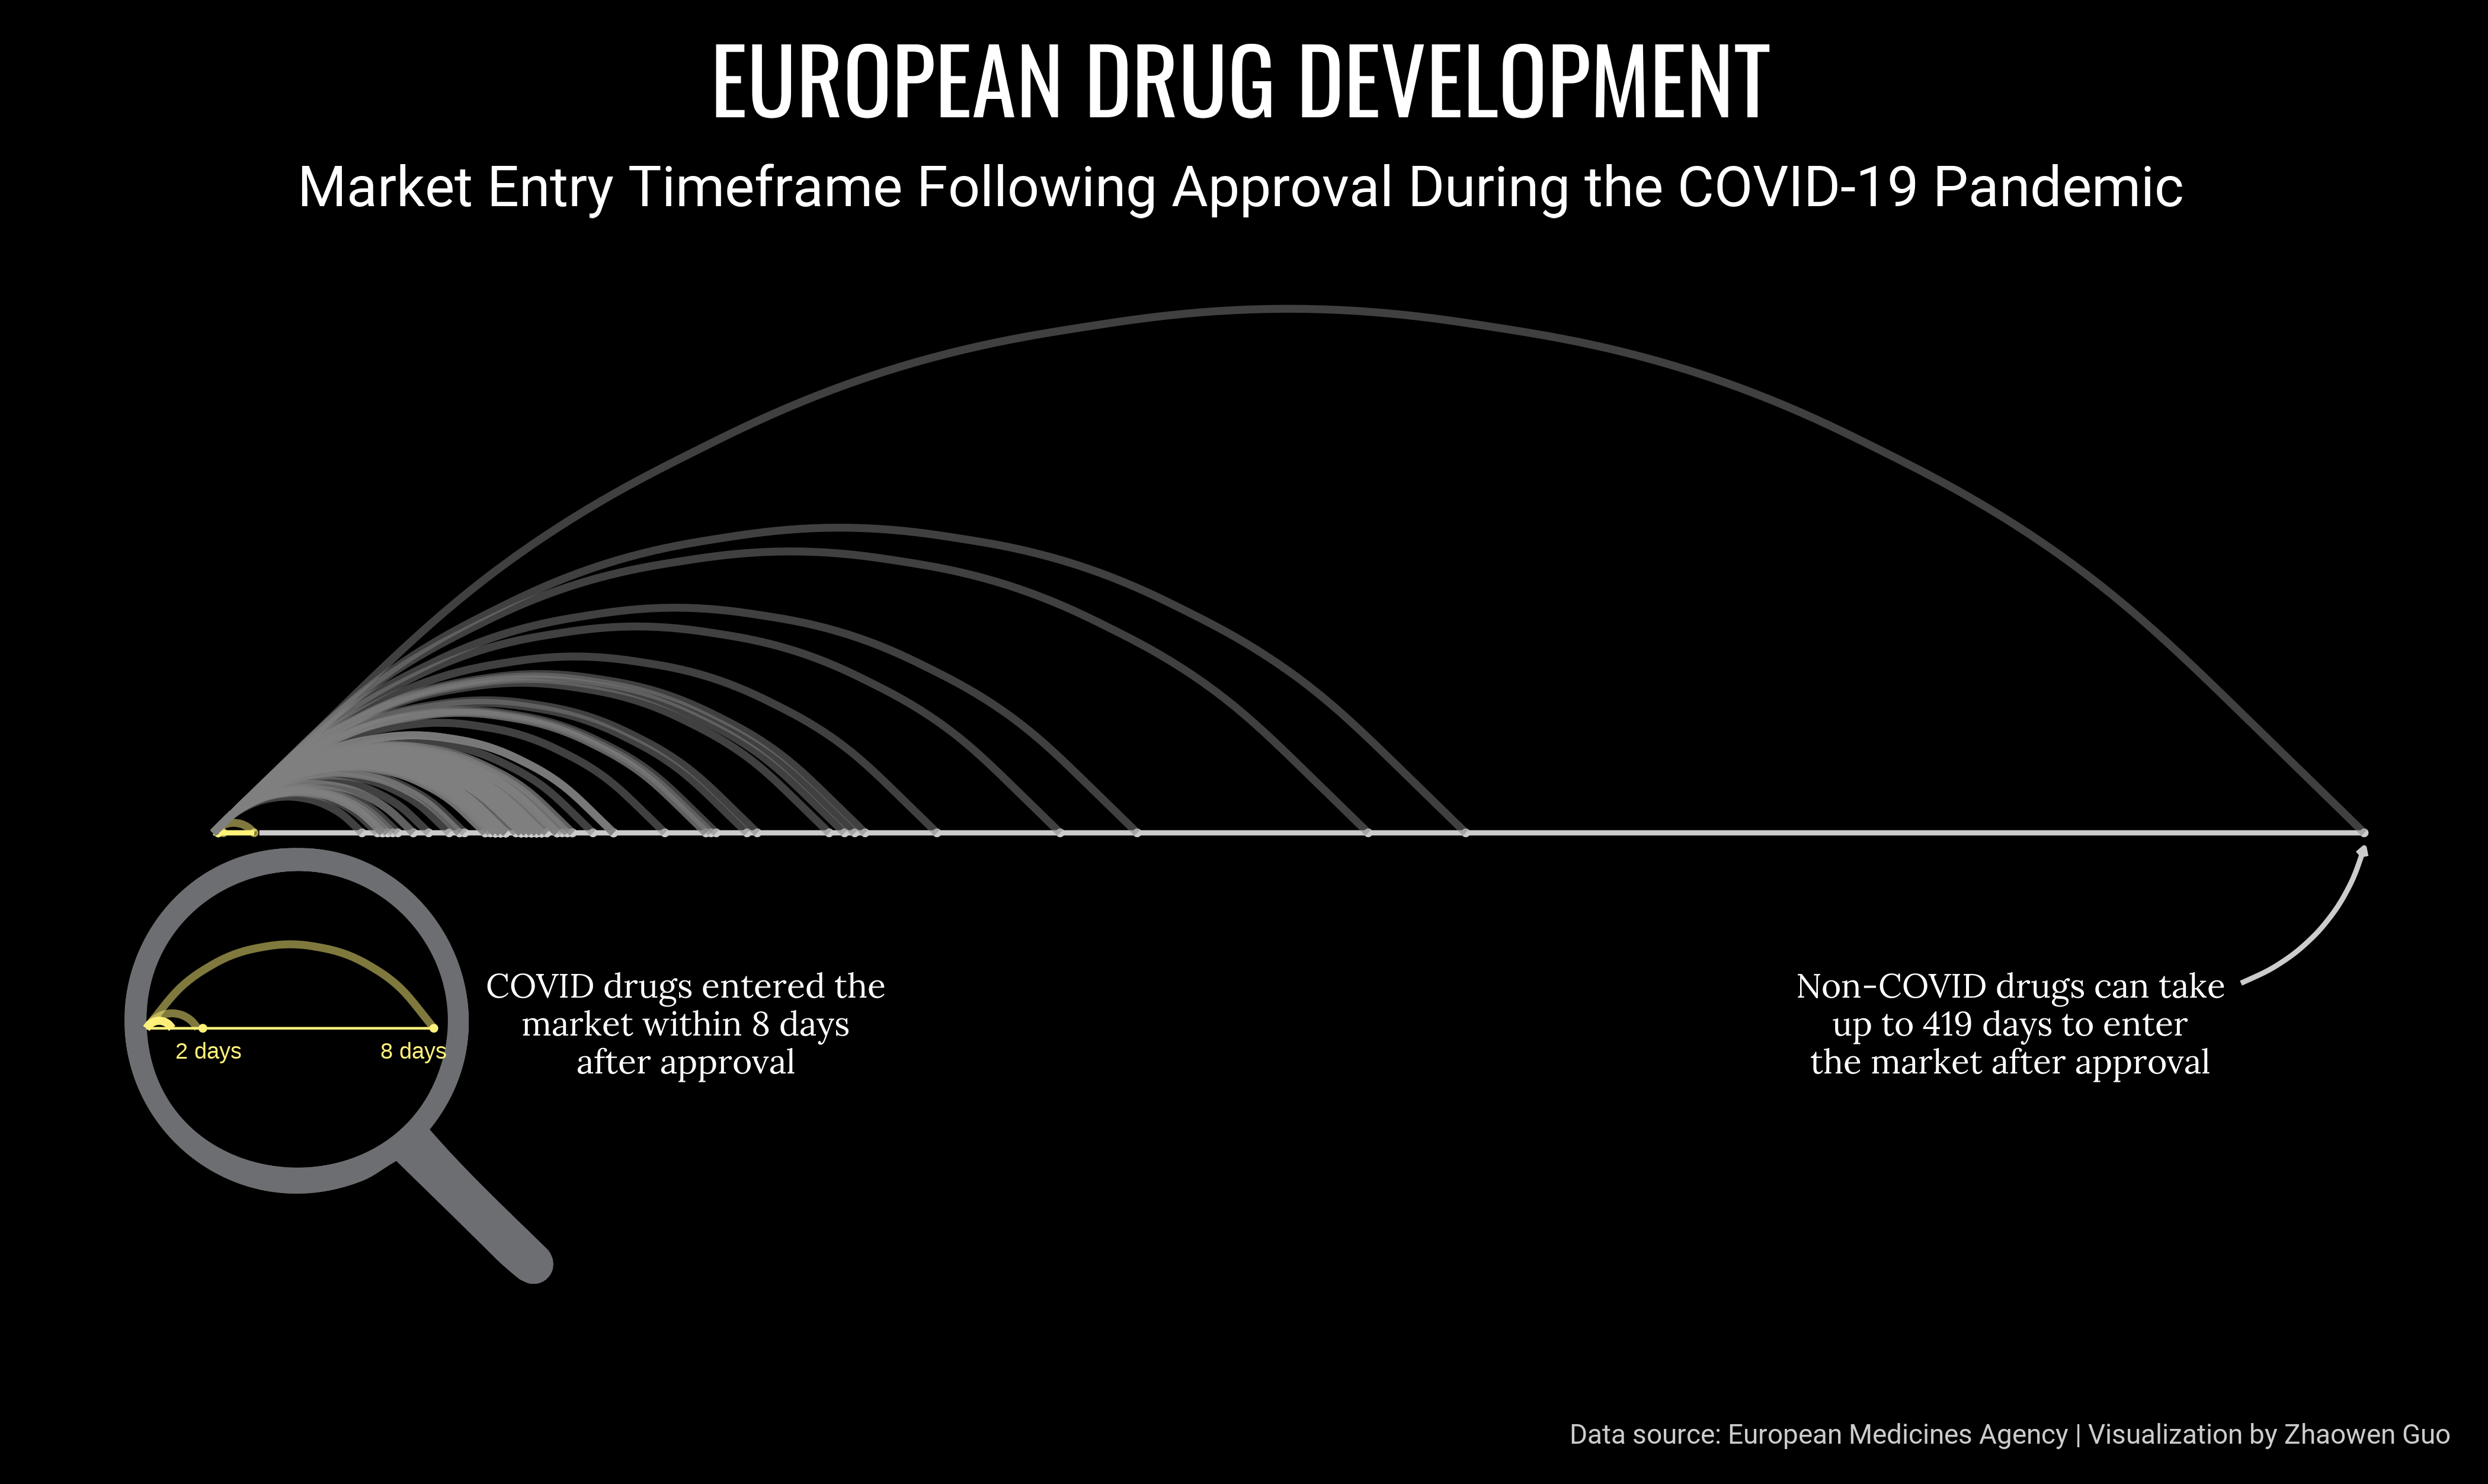 EUROPEAN DRUG DEVELOPMENT
Market Entry Timeframe Following Approval During the COVID-19 Pandemic
2 days
8 days
COVID drugs entered the
market within 8 days
after approval
Non-COVID drugs can take
up to 419 days to enter
the market after approval
Data source: European Medicines Agency | Visualization by Zhaowen Guo